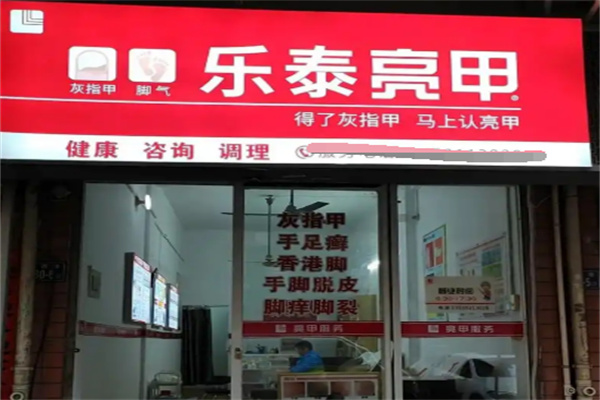 乐泰亮甲
灰指甲 脚气
得了灰指甲 马上认亮甲
健康 咨询 调理
灰指甲
手足癣
香港脚
手脚脱皮
脚痒脚裂
亮甲服务
亮甲服务